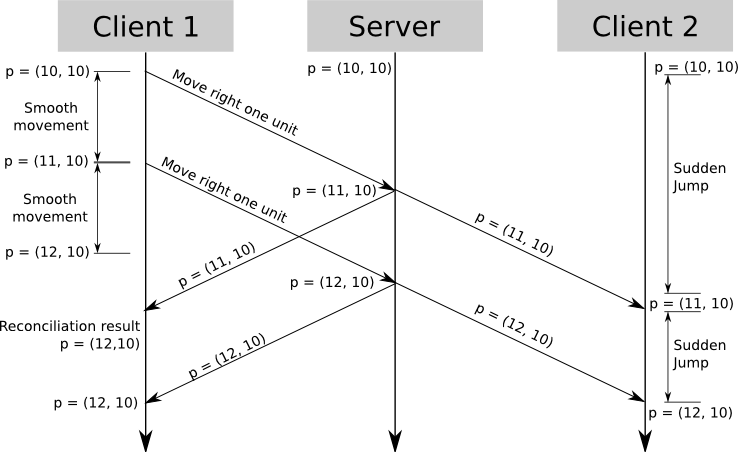 Client 1
Server
Client 2
p = (10, 10)
p = (10, 10)
p = (10, 10)
Move right one unit
Smooth
movement
p = (11, 10)
Move right one unit
Sudden
Jump
p = (11, 10)
Smooth
movement
p = (11, 10)
p = (12, 10)
p = (11, 10)
p = (12, 10)
p = (11, 10)
Reconciliation result
p = (12,10)
p = (12, 10)
p = (12, 10)
Sudden
Jump
p = (12, 10)
p = (12, 10)